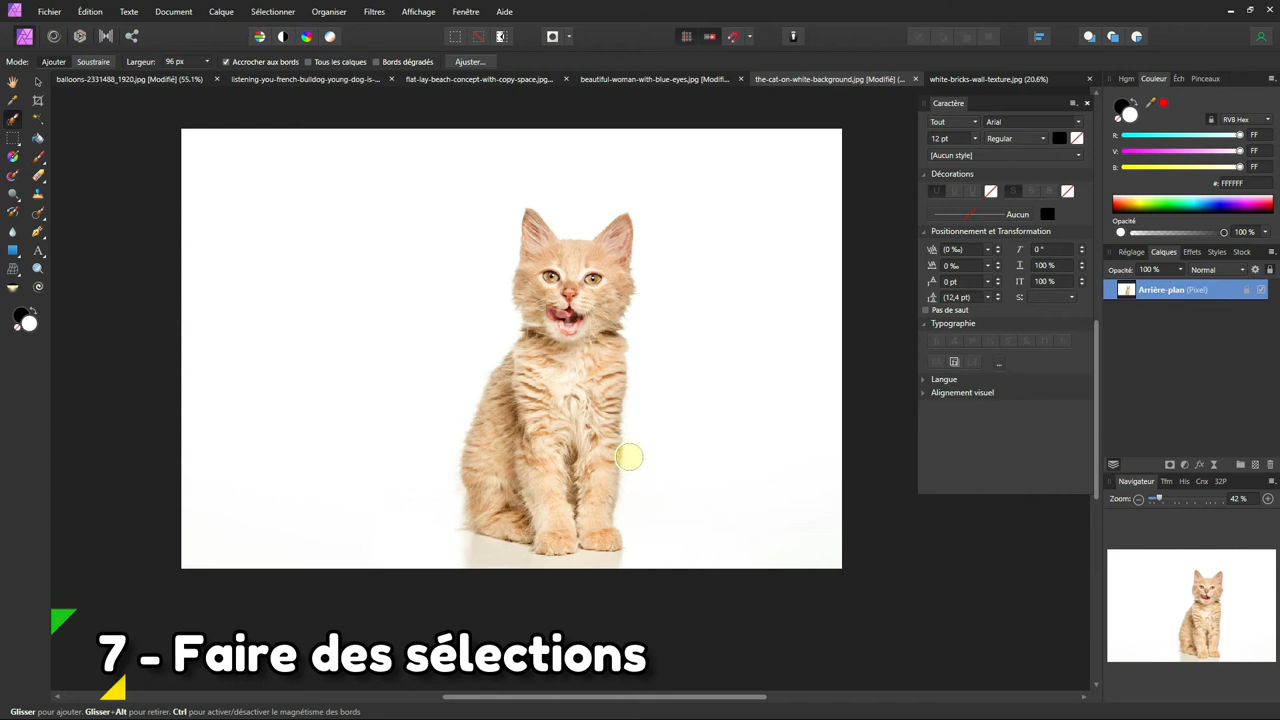 Fichier Édition Texte Document Calque Sélectionner Organiser Filtres Affichage Fenêtre Aide
Mode: Ajouter Soustraire Largeur: 96 px Accrocher aux bords Tous les calques Bords dégradés Ajuster...
balloons-2331488_1920.jpg [Modifié] (55.1%) listening-you-french-bulldog-young-dog-is-... flat-lay-beach-concept-with-copy-space.jpg... beautiful-woman-with-blue-eyes.jpg [Modifi... the-cat-on-white-background.jpg [Modifié] (... white-bricks-wall-texture.jpg (20.6%)
Hgm Couleur Éch Pinceaux
Caractère
Tout Arial
12 pt Regular
[Aucun style]
Décorations
Aucun
Positionnement et Transformation
(0 ‰) 0 °
0 ‰ 100 %
0 pt 100 %
(12,4 pt) S:
Pas de saut
Typographie
...
Langue
Alignement visuel
RVB Hex
R: FF
V: FF
B: FF
#: FFFFFF
Opacité
100 %
Réglage Calques Effets Styles Stock
Opacité: 100 % Normal
Arrière-plan (Pixel)
Navigateur Tfm His Cnx 32P
Zoom: 42 %
7 - Faire des sélections
Glisser pour ajouter. Glisser+Alt pour retirer. Ctrl pour activer/désactiver le magnétisme des bords